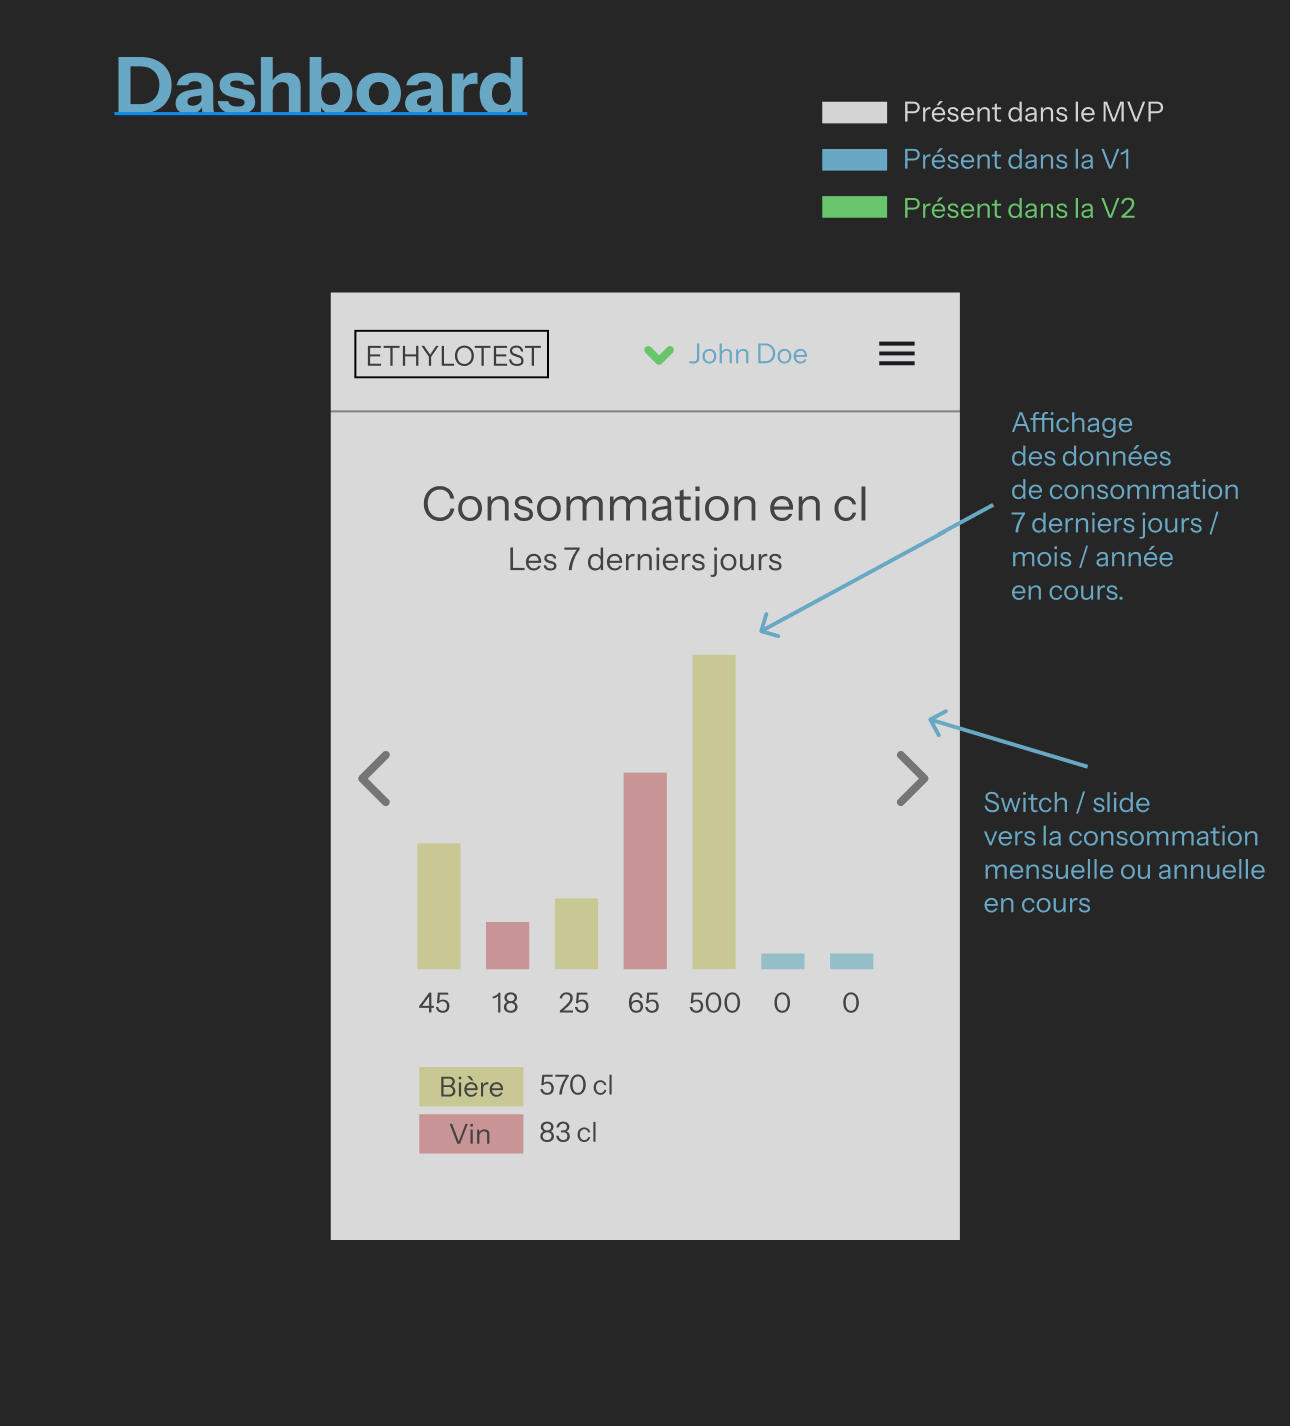 Dashboard
Présent dans le MVP
Présent dans la V1
Présent dans la V2
ETHYLOTEST
John Doe
Consommation en cl
Les 7 derniers jours
Affichage
des données
de consommation
7 derniers jours /
mois / année
en cours.
Switch / slide
vers la consommation
mensuelle ou annuelle
en cours
45 18 25 65 500 0 0
Bière 570 cl
Vin 83 cl